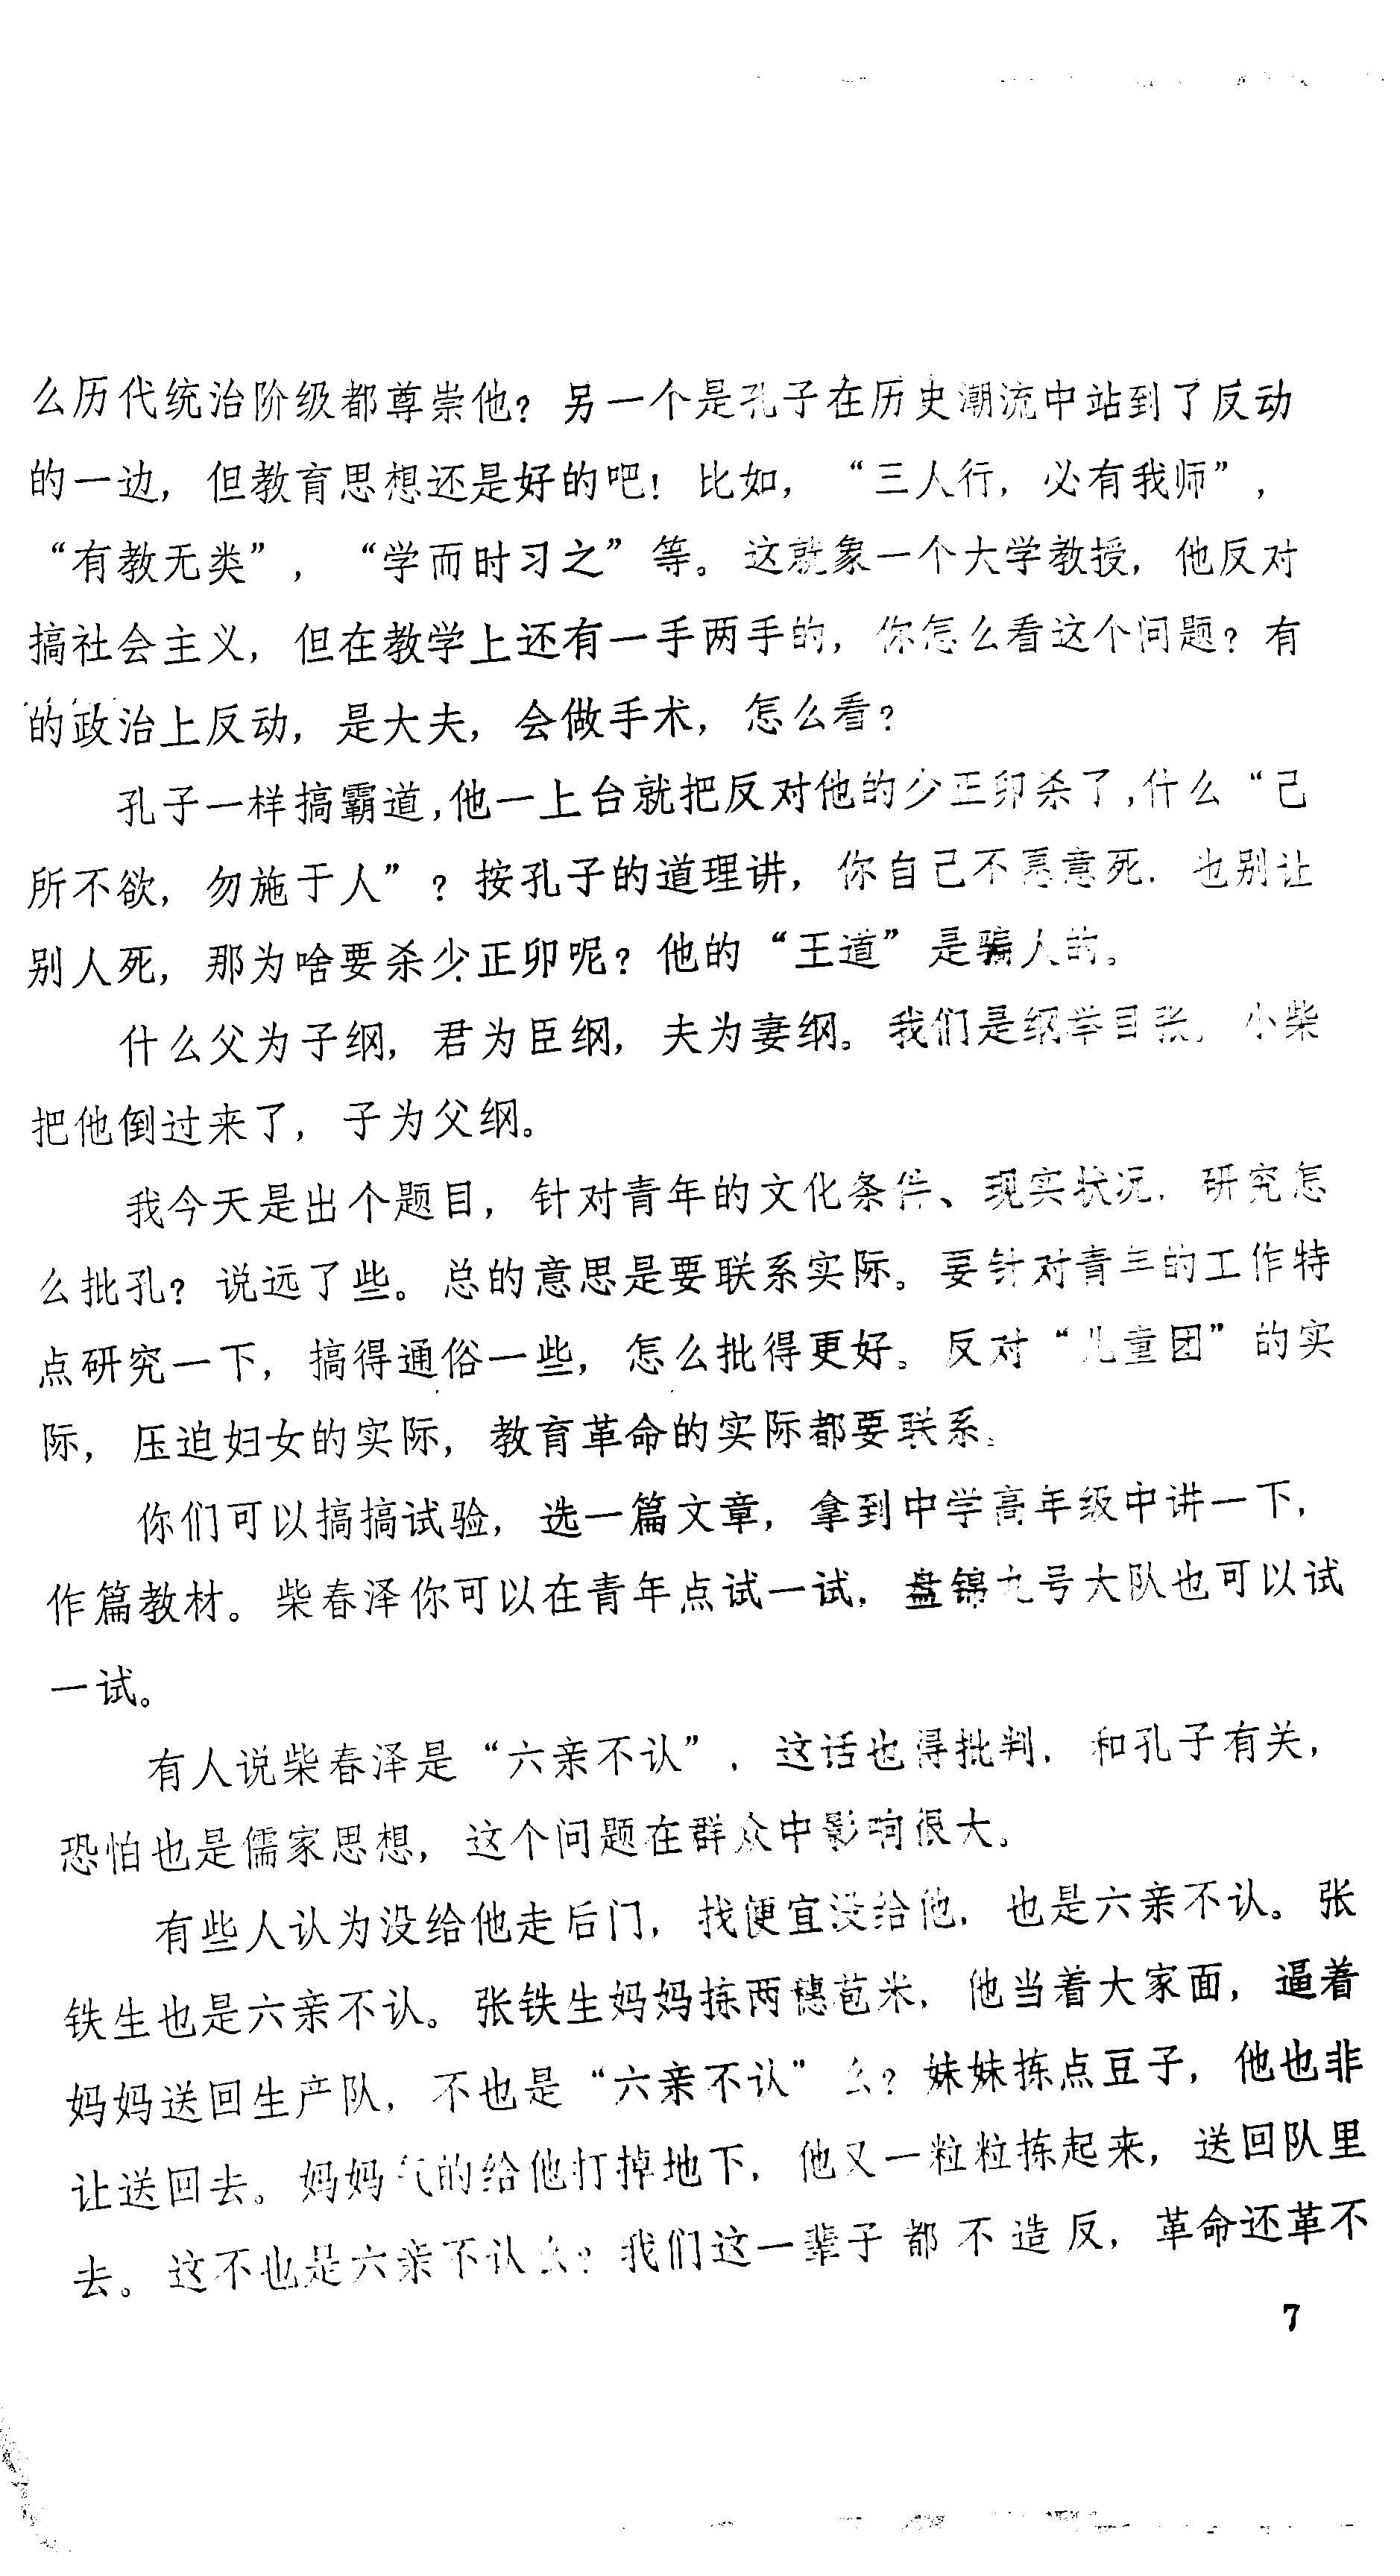 么历代统治阶级都尊崇他？另一个是孔子在历史潮流中站到了反动
的一边，但教育思想还是好的吧！比如，“三人行，必有我师”，
“有教无类”，“学而时习之”等。这就象一个大学教授，他反对
搞社会主义，但在教学上还有一手两手的，你怎么看这个问题？有
的政治上反动，是大夫，会做手术，怎么看？
孔子一样搞霸道，他一上台就把反对他的少正卯杀了，什么“己
所不欲，勿施于人”？按孔子的道理讲，你自己不愿意死，也别让
别人死，那为啥要杀少正卯呢？他的“王道”是骗人的。
什么父为子纲，君为臣纲，夫为妻纲。我们是纲举目张，小柴
把他倒过来了，子为父纲。
我今天是出个题目，针对青年的文化条件、现实状况，研究怎
么批孔？说远了些。总的意思是要联系实际。要针对青年的工作特
点研究一下，搞得通俗一些，怎么批得更好。反对“儿童团”的实
际，压迫妇女的实际，教育革命的实际都要联系。
你们可以搞搞试验，选一篇文章，拿到中学高年级中讲一下，
作篇教材。柴春泽你可以在青年点试一试，盘锦九号大队也可以试
一试。
有人说柴春泽是“六亲不认”，这话也得批判，和孔子有关，
恐怕也是儒家思想，这个问题在群众中影响很大。
有些人认为没给他走后门，找便宜没给他，也是六亲不认。张
铁生也是六亲不认。张铁生妈妈拣两穗苞米，他当着大家面，逼着
妈妈送回生产队，不也是“六亲不认”么？妹妹拣点豆子，他也非
让送回去。妈妈气的给他打掉地下，他又一粒粒拣起来，送回队里
去。这不也是六亲不认么？我们这一辈子都不造反，革命还革不
7